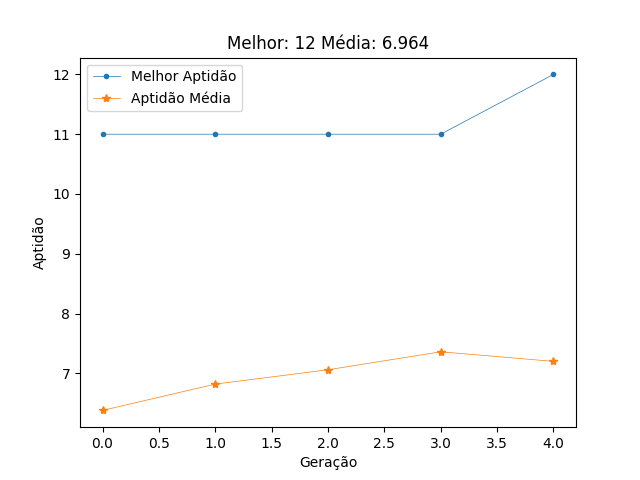 Melhor: 12 Média: 6.964
Melhor Aptidão
Aptidão Média
12
11
10
9
8
7
Aptidão
0.0 0.5 1.0 1.5 2.0 2.5 3.0 3.5 4.0
Geração